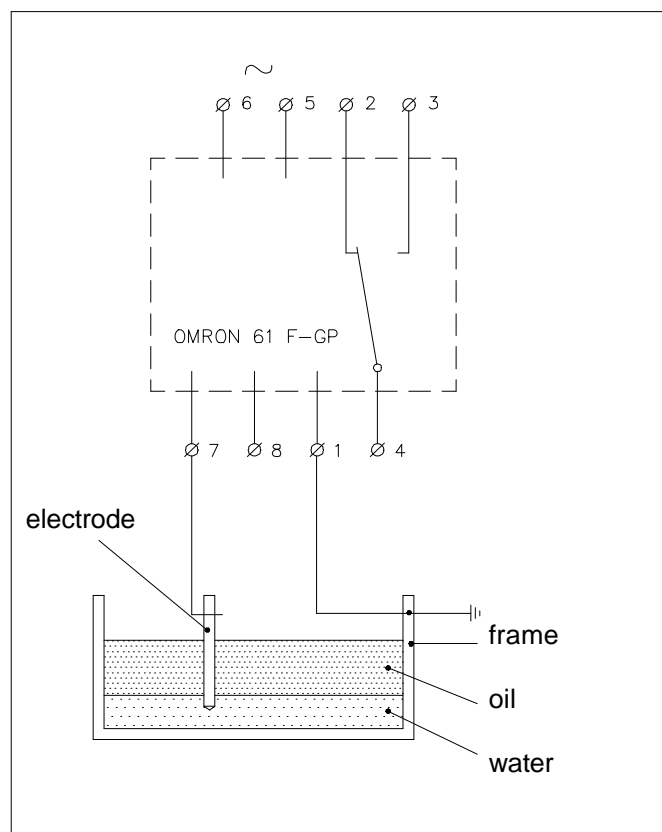 ~
6 5 2 3
OMRON 61 F-GP
7 8 1 4
electrode
frame
oil
water